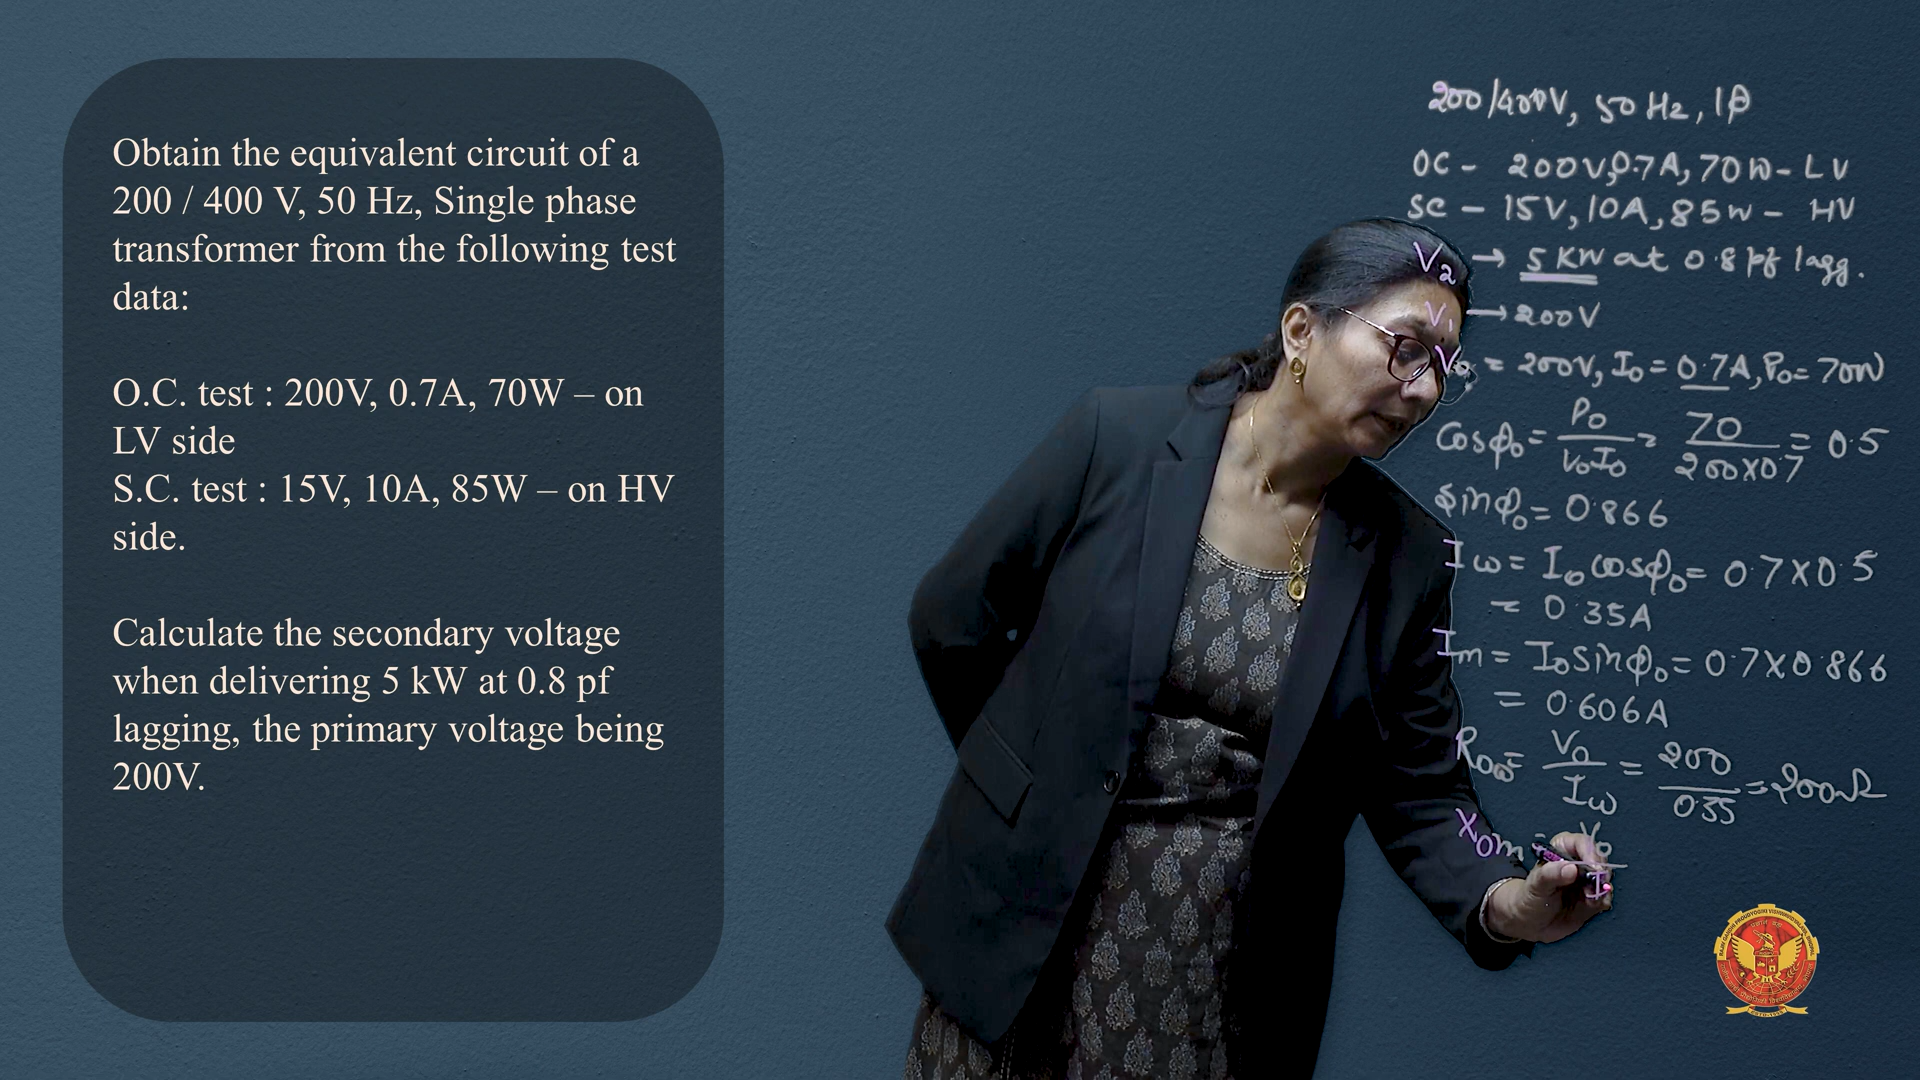 Obtain the equivalent circuit of a
200 / 400 V, 50 Hz, Single phase
transformer from the following test
data:
O.C. test : 200V, 0.7A, 70W – on
LV side
S.C. test : 15V, 10A, 85W – on HV
side.
Calculate the secondary voltage
when delivering 5 kW at 0.8 pf
lagging, the primary voltage being
200V.
200/400V, 50 Hz, 1φ
OC - 200V, 0.7A, 70W - LV
SC - 15V, 10A, 85W - HV
V₂ → 5 KW at 0.8 pf lagg.
V₁ → 200V
= 200V, I₀ = 0.7A, P₀ = 70W
Cosφ₀ = P₀/V₀I₀ = 70/200X0.7 = 0.5
Sinφ₀ = 0.866
Iω = I₀cosφ₀ = 0.7X0.5
= 0.35A
Im = I₀sinφ₀ = 0.7X0.866
= 0.606A
R₀ω = V₀/Iω = 200/0.35 = 200Ω
X₀m = V₀/I